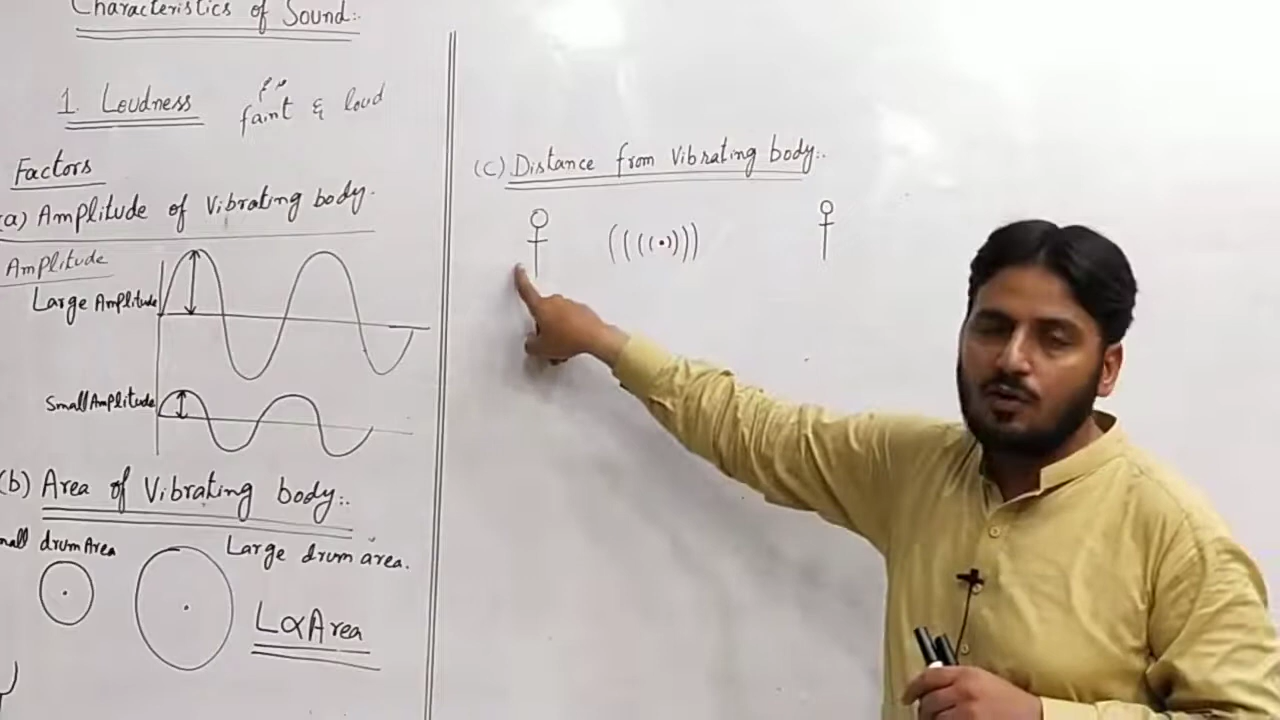 Characteristics of Sound:.
1. Loudness
faint & loud
Factors
(a) Amplitude of Vibrating body.
Amplitude
Large Amplitude
Small Amplitude
(b) Area of Vibrating body:.
mall drum Area
Large drum area.
L∝Area
(C) Distance from Vibrating body:.